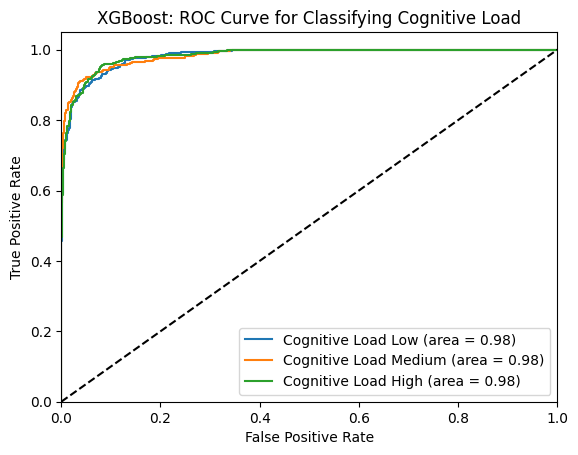 XGBoost: ROC Curve for Classifying Cognitive Load
True Positive Rate
1.0
0.8
0.6
0.4
0.2
0.0
Cognitive Load Low (area = 0.98)
Cognitive Load Medium (area = 0.98)
Cognitive Load High (area = 0.98)
0.0 0.2 0.4 0.6 0.8 1.0
False Positive Rate